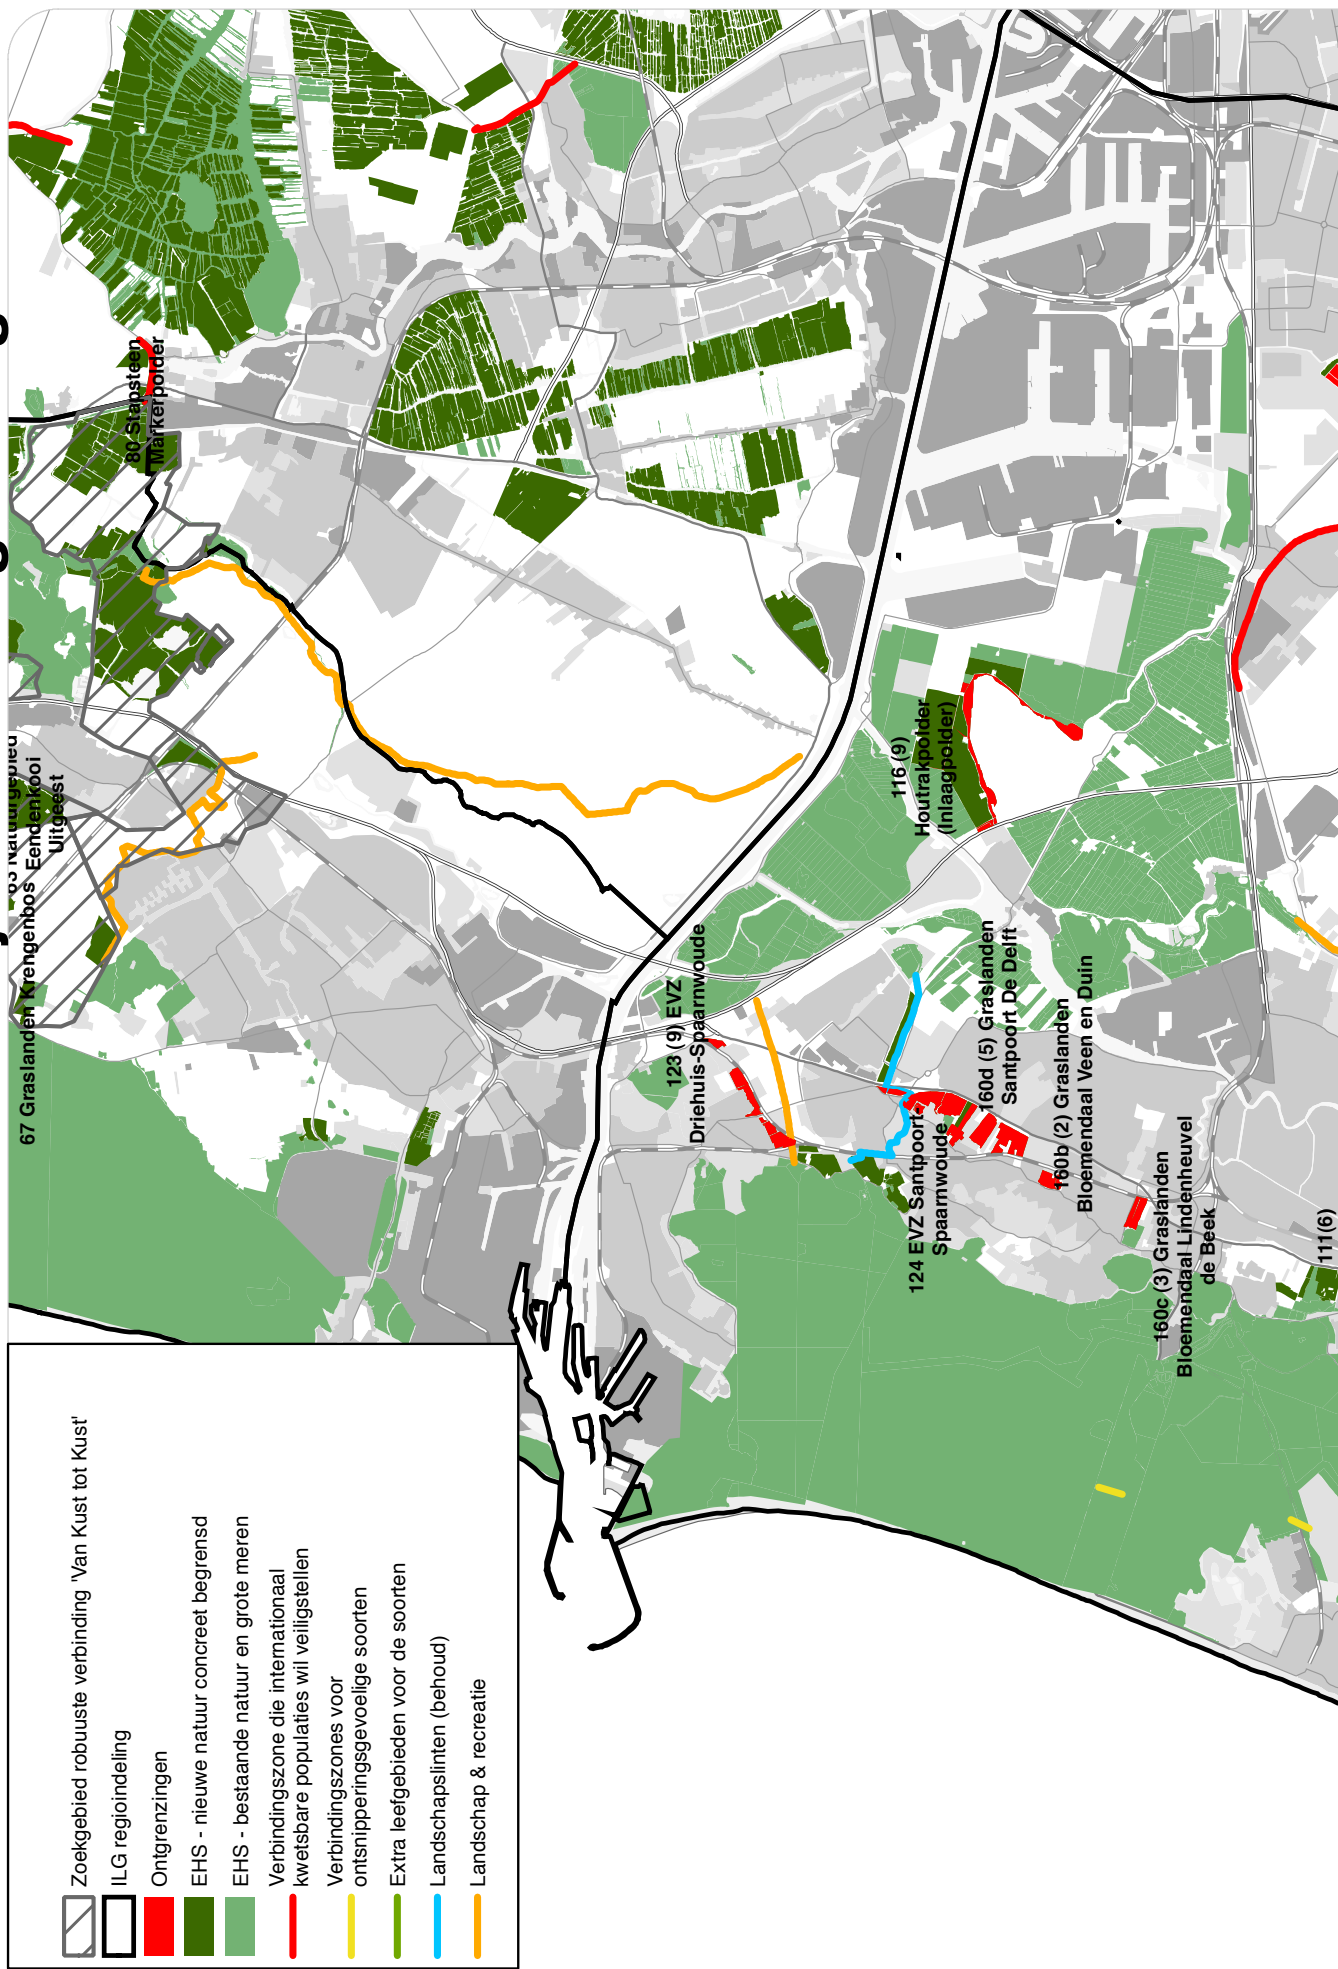 Zoekgebied robuuste verbinding 'Van Kust tot Kust'
ILG regioindeling
Ontgrenzingen
EHS - nieuwe natuur concreet begrensd
EHS - bestaande natuur en grote meren
Verbindingszone die internationaal
kwetsbare populaties wil veiligstellen
Verbindingszones voor
ontsnipperingsgevoelige soorten
Extra leefgebieden voor de soorten
Landschapslinten (behoud)
Landschap & recreatie
67 Graslanden Krengenbos
Natuurgebied
Eendenkooi
Uitgeest
80 Stapsteen
Markerpolder
123 (9) EVZ
Driehuis-Spaarnwoude
116 (9)
Houtrakpolder
(Inlaagpolder)
124 EVZ Santpoort-
Spaarnwoude
160d (5) Graslanden
Santpoort De Delft
160b (2) Graslanden
Bloemendaal Veen en Duin
160c (3) Graslanden
Bloemendaal Lindenheuvel
de Beek
111(6)